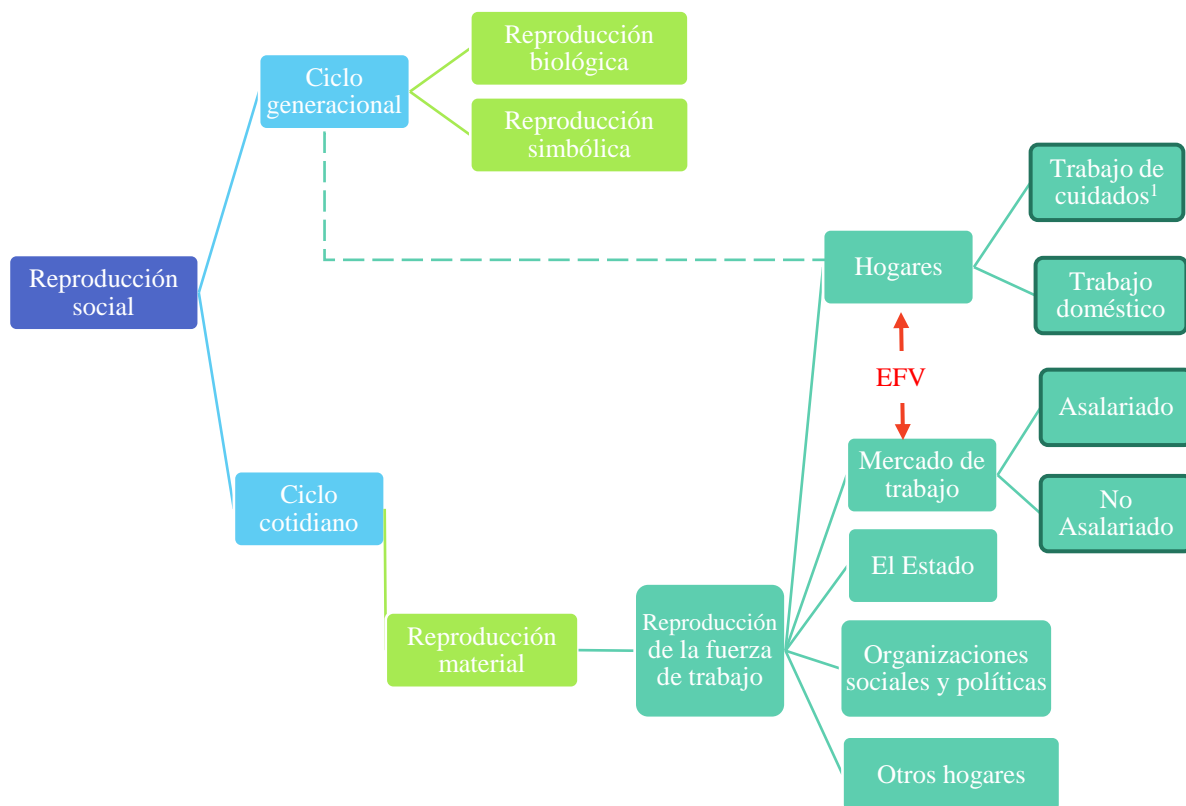 Reproducción
biológica
Ciclo
generacional
Reproducción
simbólica
Trabajo de
cuidados¹
Hogares
Reproducción
social
Trabajo
doméstico
EFV
Asalariado
Mercado de
trabajo
Ciclo
cotidiano
No
Asalariado
El Estado
Reproducción
material
Reproducción
de la fuerza
de trabajo
Organizaciones
sociales y políticas
Otros hogares